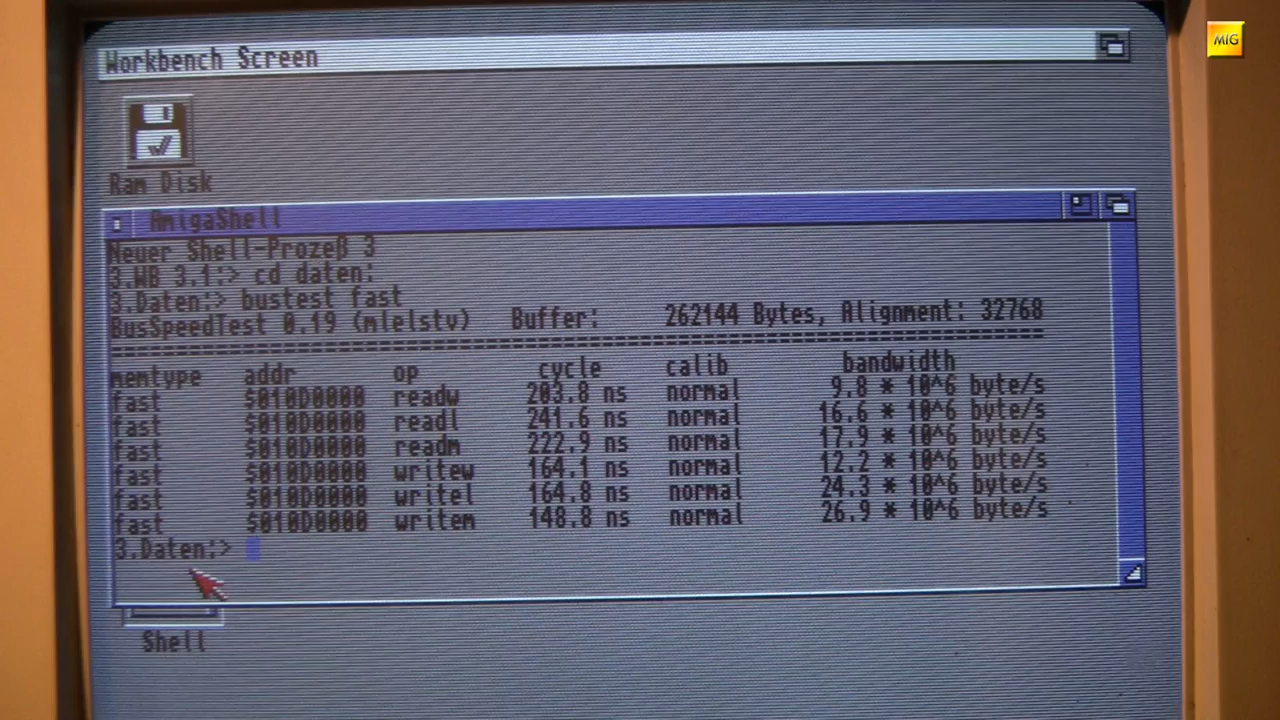 MIG
Workbench Screen
Ram Disk
AmigaShell
Neuer Shell-Prozeß 3
3.WB 3.1:> cd daten:
3.Daten:> bustest fast
BusSpeedTest 0.19 (mlelstv) Buffer: 262144 Bytes, Alignment: 32768
========================================================================
memtype addr op cycle calib bandwidth
fast $010D0000 readw 203.8 ns normal 9.8 * 10^6 byte/s
fast $010D0000 readl 241.6 ns normal 16.6 * 10^6 byte/s
fast $010D0000 readm 222.9 ns normal 17.9 * 10^6 byte/s
fast $010D0000 writew 164.1 ns normal 12.2 * 10^6 byte/s
fast $010D0000 writel 164.8 ns normal 24.3 * 10^6 byte/s
fast $010D0000 writem 148.8 ns normal 26.9 * 10^6 byte/s
3.Daten:>
Shell